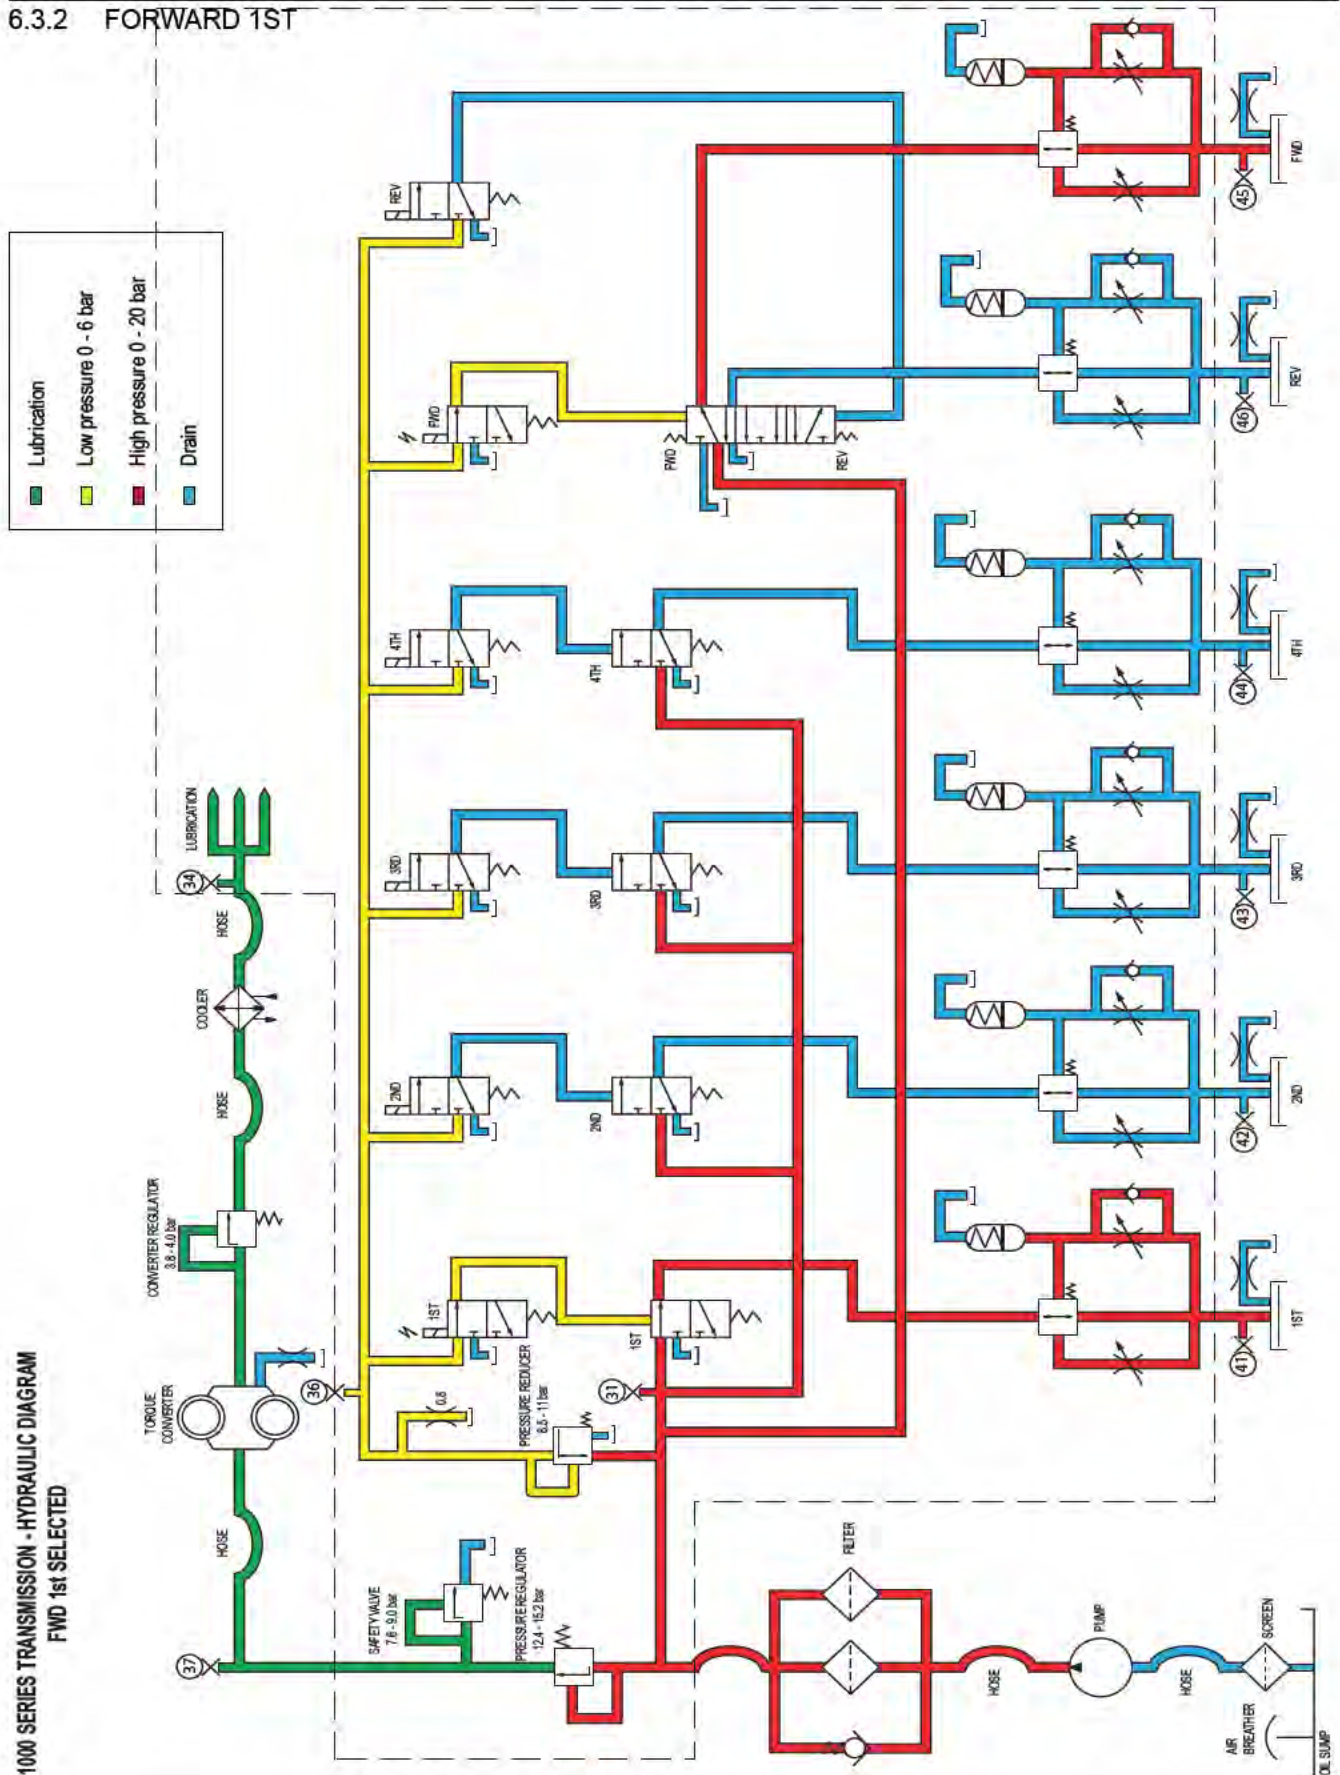 6.3.2 FORWARD 1ST
Lubrication
Low pressure 0 - 6 bar
High pressure 0 - 20 bar
Drain
1000 SERIES TRANSMISSION - HYDRAULIC DIAGRAM
FWD 1st SELECTED
37
HOSE
TORQUE
CONVERTER
CONVERTER REGULATOR
3.8 - 4.0 bar
HOSE
COOLER
HOSE
34
LUBRICATION
SAFETY VALVE
7.6 - 9.0 bar
PRESSURE REGULATOR
12.4 - 15.2 bar
36
0.8
PRESSURE REDUCER
8.5 - 11 bar
31
1ST
2ND
3RD
4TH
FWD
REV
1ST
2ND
3RD
4TH
FWD
REV
41
1ST
42
2ND
43
3RD
44
4TH
46
REV
45
FWD
FILTER
HOSE
PUMP
HOSE
SCREEN
AIR
BREATHER
OIL SUMP